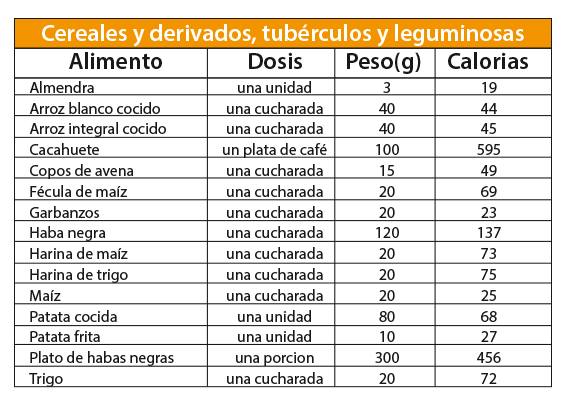 Cereales y derivados, tubérculos y leguminosas
Alimento Dosis Peso(g) Calorias
Almendra una unidad 3 19
Arroz blanco cocido una cucharada 40 44
Arroz integral cocido una cucharada 40 45
Cacahuete un plata de café 100 595
Copos de avena una cucharada 15 49
Fécula de maíz una cucharada 20 69
Garbanzos una cucharada 20 23
Haba negra una cucharada 120 137
Harina de maíz una cucharada 20 73
Harina de trigo una cucharada 20 75
Maíz una cucharada 20 25
Patata cocida una unidad 80 68
Patata frita una unidad 10 27
Plato de habas negras una porcion 300 456
Trigo una cucharada 20 72